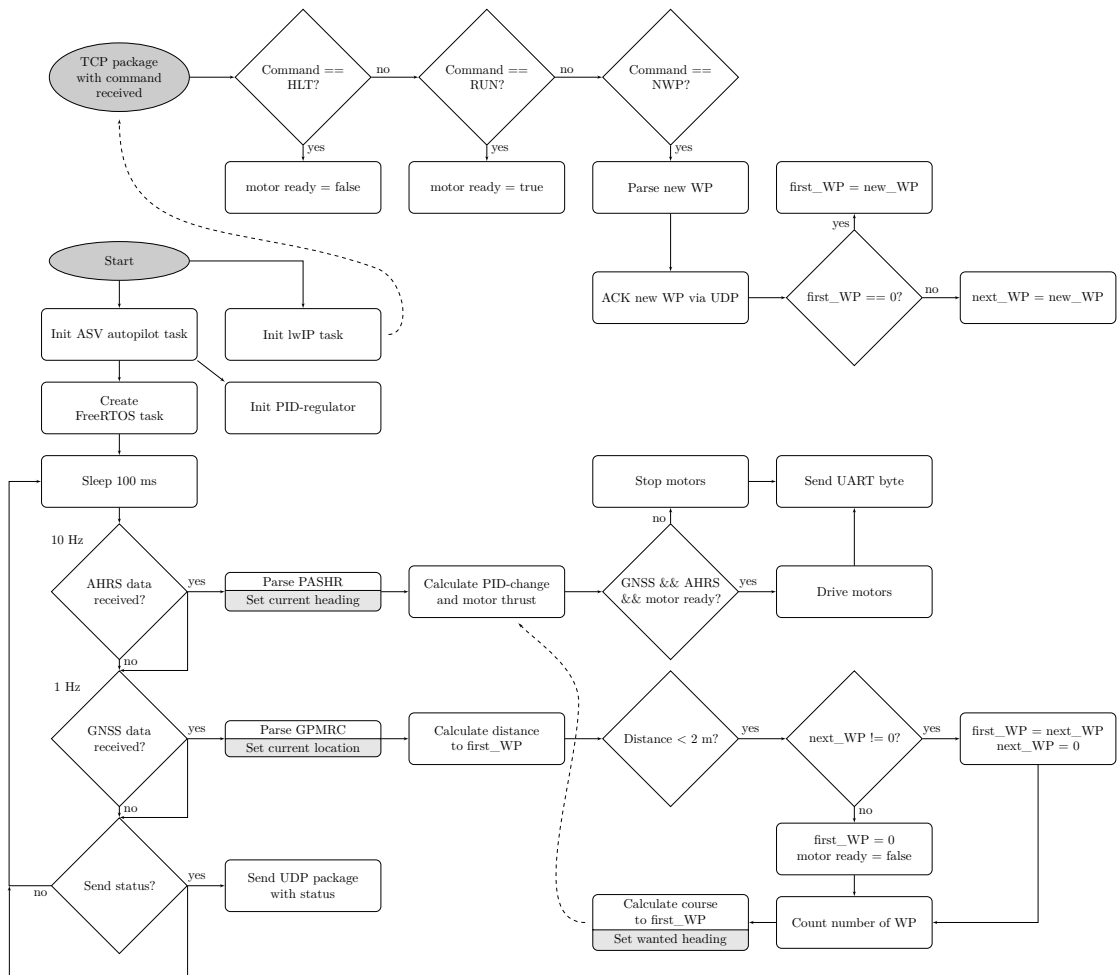 TCP package
with command
received
Command ==
HLT?
no
Command ==
RUN?
no
Command ==
NWP?
yes
yes
yes
motor ready = false
motor ready = true
Parse new WP
first_WP = new_WP
yes
Start
ACK new WP via UDP
first_WP == 0?
no
next_WP = new_WP
Init ASV autopilot task
Init lwIP task
Create
FreeRTOS task
Init PID-regulator
Sleep 100 ms
Stop motors
Send UART byte
no
10 Hz
AHRS data
received?
yes
Parse PASHR
Set current heading
Calculate PID-change
and motor thrust
GNSS && AHRS
&& motor ready?
yes
Drive motors
no
1 Hz
GNSS data
received?
yes
Parse GPMRC
Set current location
Calculate distance
to first_WP
Distance < 2 m?
yes
next_WP != 0?
yes
first_WP = next_WP
next_WP = 0
no
no
first_WP = 0
motor ready = false
Send status?
no
yes
Send UDP package
with status
Calculate course
to first_WP
Set wanted heading
Count number of WP